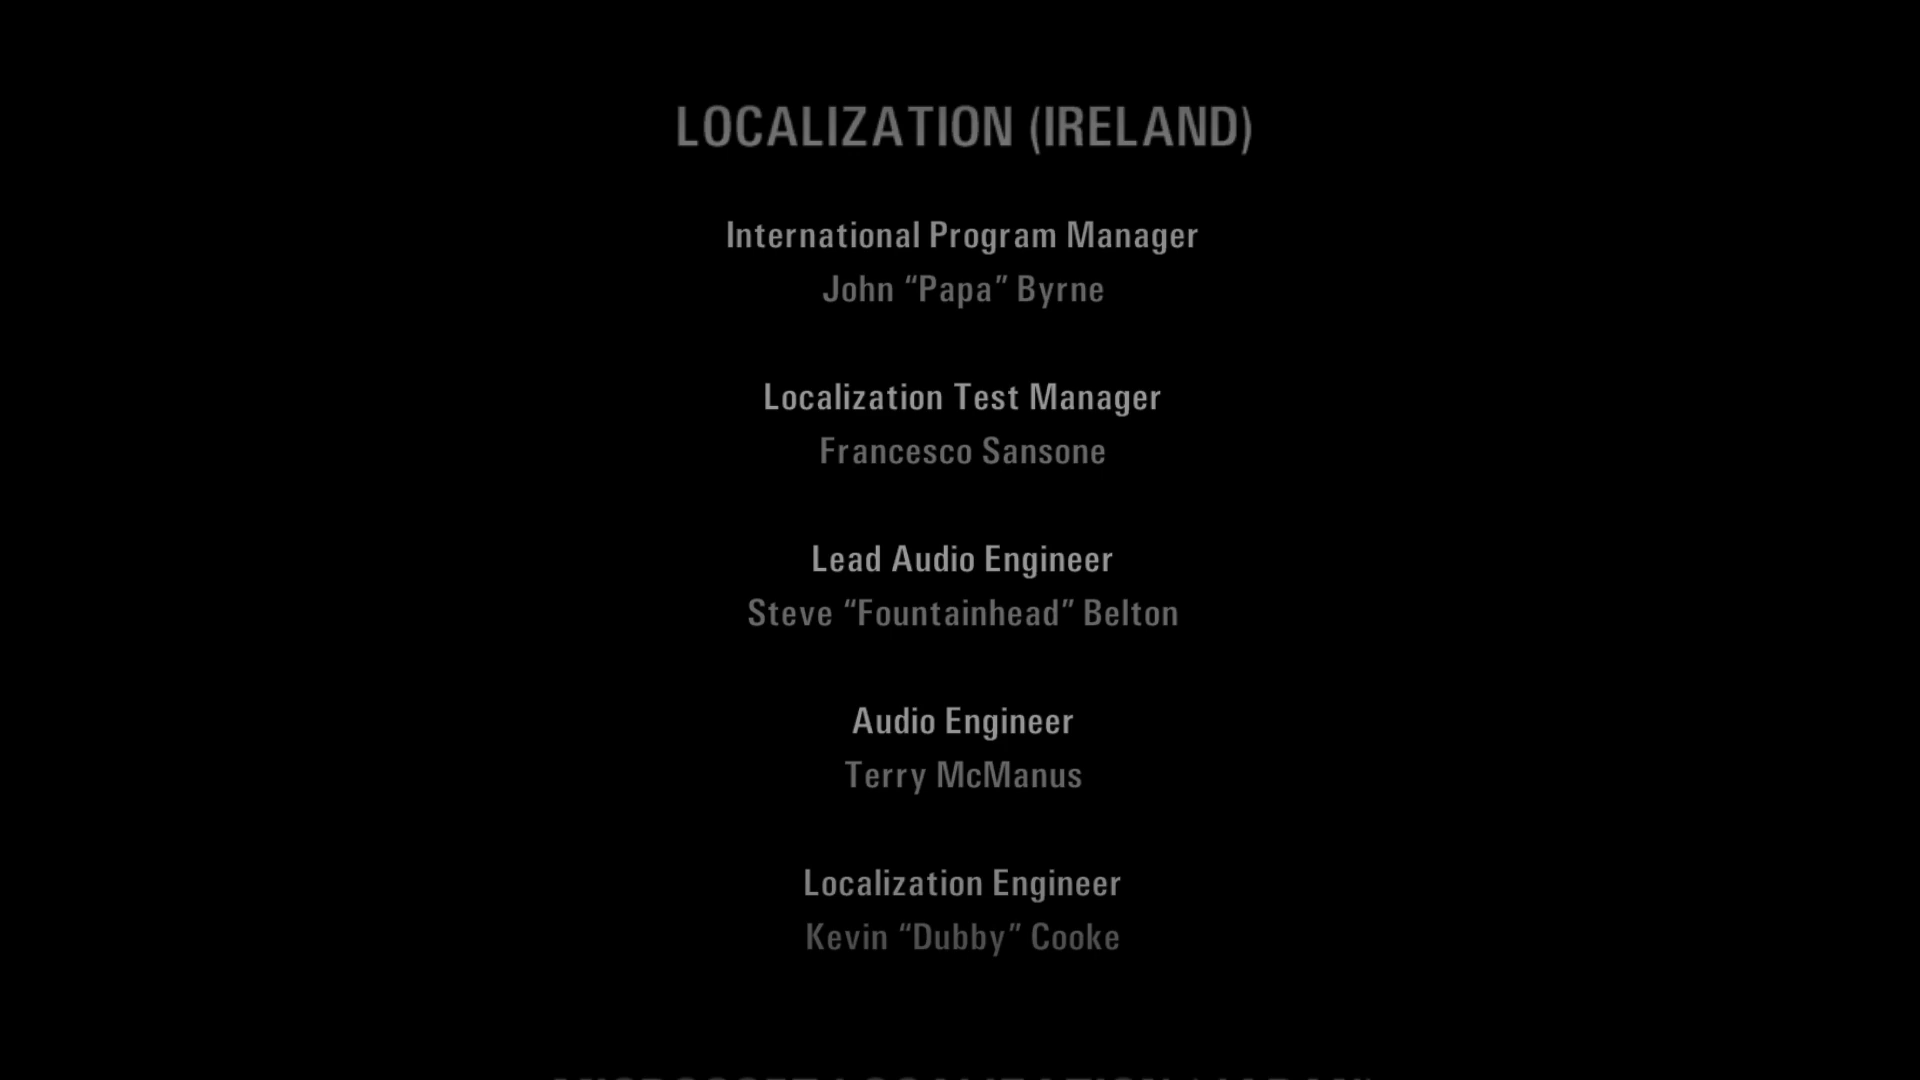 LOCALIZATION (IRELAND)
International Program Manager
John “Papa” Byrne
Localization Test Manager
Francesco Sansone
Lead Audio Engineer
Steve “Fountainhead” Belton
Audio Engineer
Terry McManus
Localization Engineer
Kevin “Dubby” Cooke